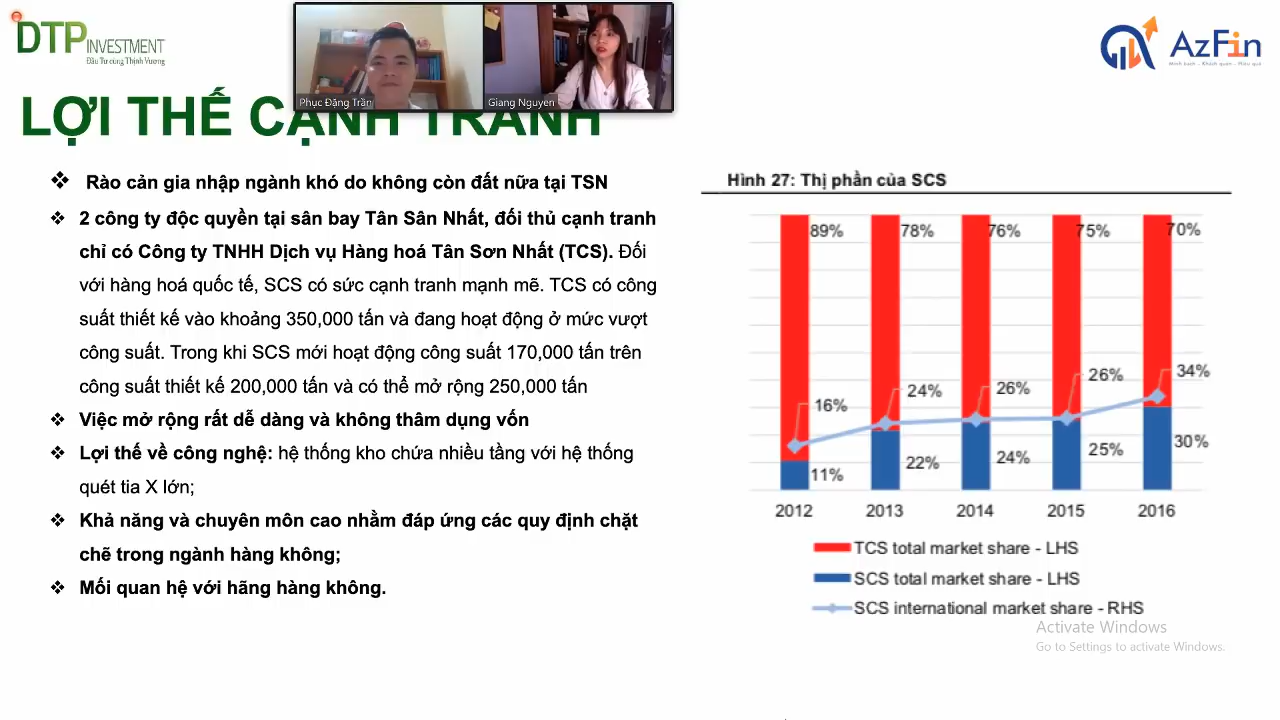 DTP INVESTMENT
Đầu Tư cùng Thịnh Vượng
Phục Đặng Trần
Giang Nguyen
AzFin
Minh bạch - Khách quan - Hiệu quả
LỢI THẾ CẠNH TRANH
❖ Rào cản gia nhập ngành khó do không còn đất nữa tại TSN
❖ 2 công ty độc quyền tại sân bay Tân Sân Nhất, đối thủ cạnh tranh
chỉ có Công ty TNHH Dịch vụ Hàng hoá Tân Sơn Nhất (TCS). Đối
với hàng hoá quốc tế, SCS có sức cạnh tranh mạnh mẽ. TCS có công
suất thiết kế vào khoảng 350,000 tấn và đang hoạt động ở mức vượt
công suất. Trong khi SCS mới hoạt động công suất 170,000 tấn trên
công suất thiết kế 200,000 tấn và có thể mở rộng 250,000 tấn
❖ Việc mở rộng rất dễ dàng và không thâm dụng vốn
❖ Lợi thế về công nghệ: hệ thống kho chứa nhiều tầng với hệ thống
quét tia X lớn;
❖ Khả năng và chuyên môn cao nhằm đáp ứng các quy định chặt
chẽ trong ngành hàng không;
❖ Mối quan hệ với hãng hàng không.
Hình 27: Thị phần của SCS
89% 78% 76% 75% 70%
16% 24% 26% 26% 34%
11% 22% 24% 25% 30%
2012 2013 2014 2015 2016
TCS total market share - LHS
SCS total market share - LHS
SCS international market share - RHS
Activate Windows
Go to Settings to activate Windows.